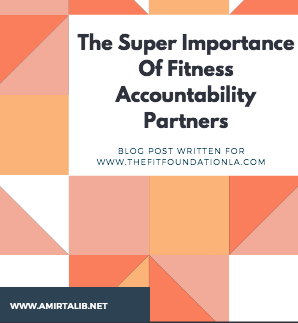 The Super Importance
Of Fitness
Accountability
Partners
BLOG POST WRITTEN FOR
WWW.THEFITFOUNDATIONLA.COM
WWW.AMIRTALIB.NET